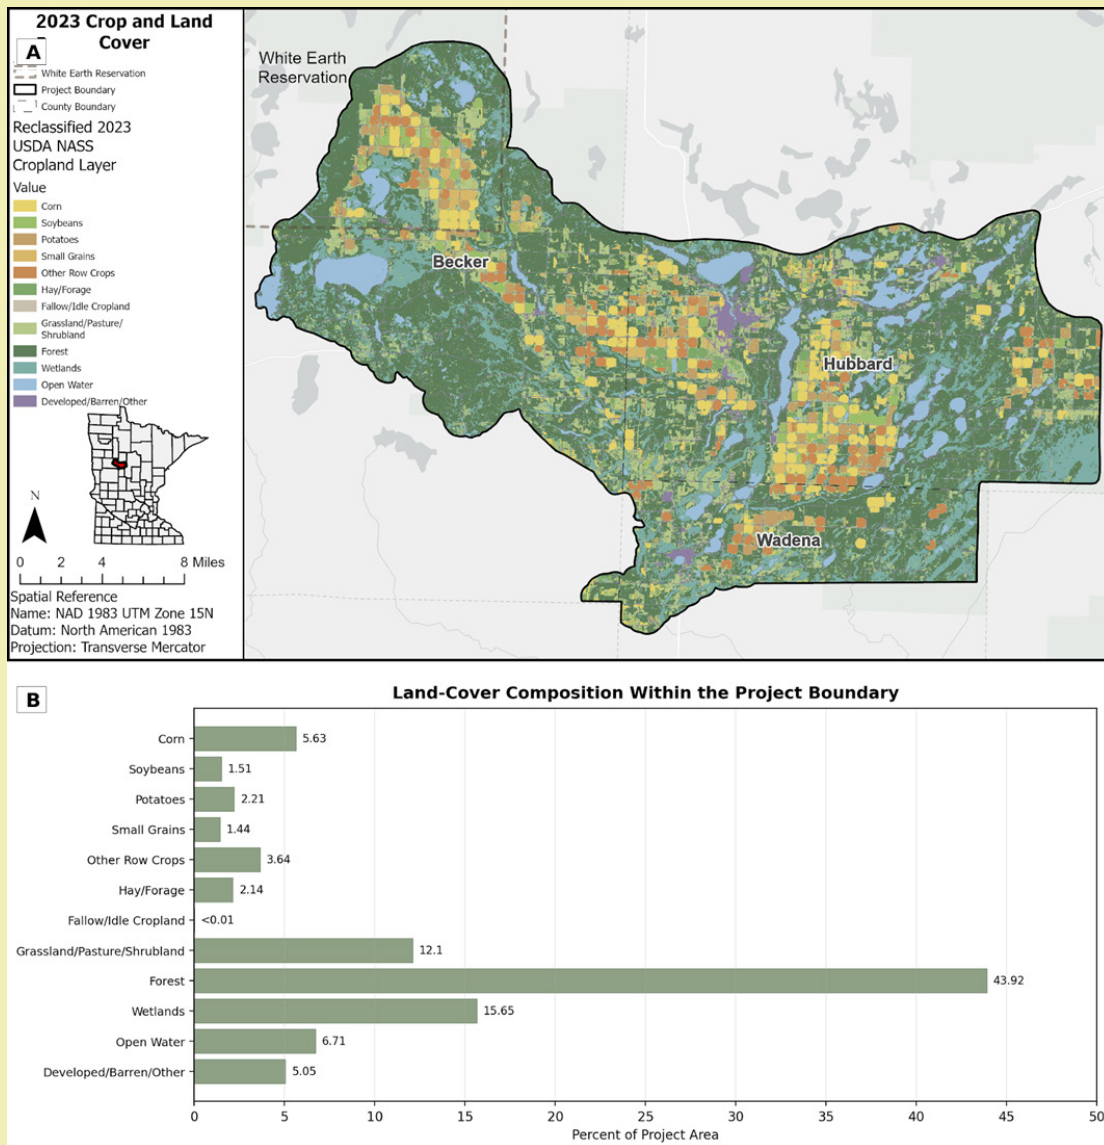 2023 Crop and Land
Cover
A
White Earth Reservation
Project Boundary
County Boundary
Reclassified 2023
USDA NASS
Cropland Layer
Value
Corn
Soybeans
Potatoes
Small Grains
Other Row Crops
Hay/Forage
Fallow/Idle Cropland
Grassland/Pasture/
Shrubland
Forest
Wetlands
Open Water
Developed/Barren/Other
N
0 2 4 8 Miles
Spatial Reference
Name: NAD 1983 UTM Zone 15N
Datum: North American 1983
Projection: Transverse Mercator
White Earth
Reservation
Becker
Hubbard
Wadena
B
Land-Cover Composition Within the Project Boundary
Corn 5.63
Soybeans 1.51
Potatoes 2.21
Small Grains 1.44
Other Row Crops 3.64
Hay/Forage 2.14
Fallow/Idle Cropland <0.01
Grassland/Pasture/Shrubland 12.1
Forest 43.92
Wetlands 15.65
Open Water 6.71
Developed/Barren/Other 5.05
0 5 10 15 20 25 30 35 40 45 50
Percent of Project Area